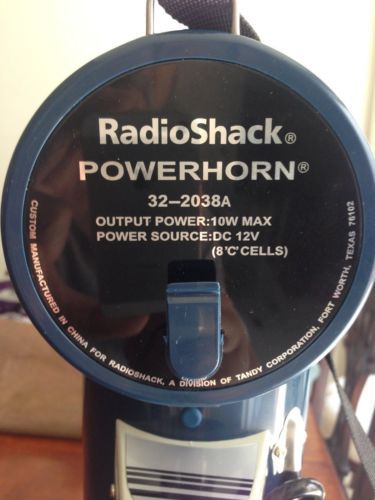 RadioShack®
POWERHORN®
32-2038A
OUTPUT POWER:10W MAX
POWER SOURCE:DC 12V
(8"C"CELLS)
CUSTOM MANUFACTURED IN CHINA FOR RADIOSHACK, A DIVISION OF TANDY CORPORATION, FORT WORTH, TEXAS 76102